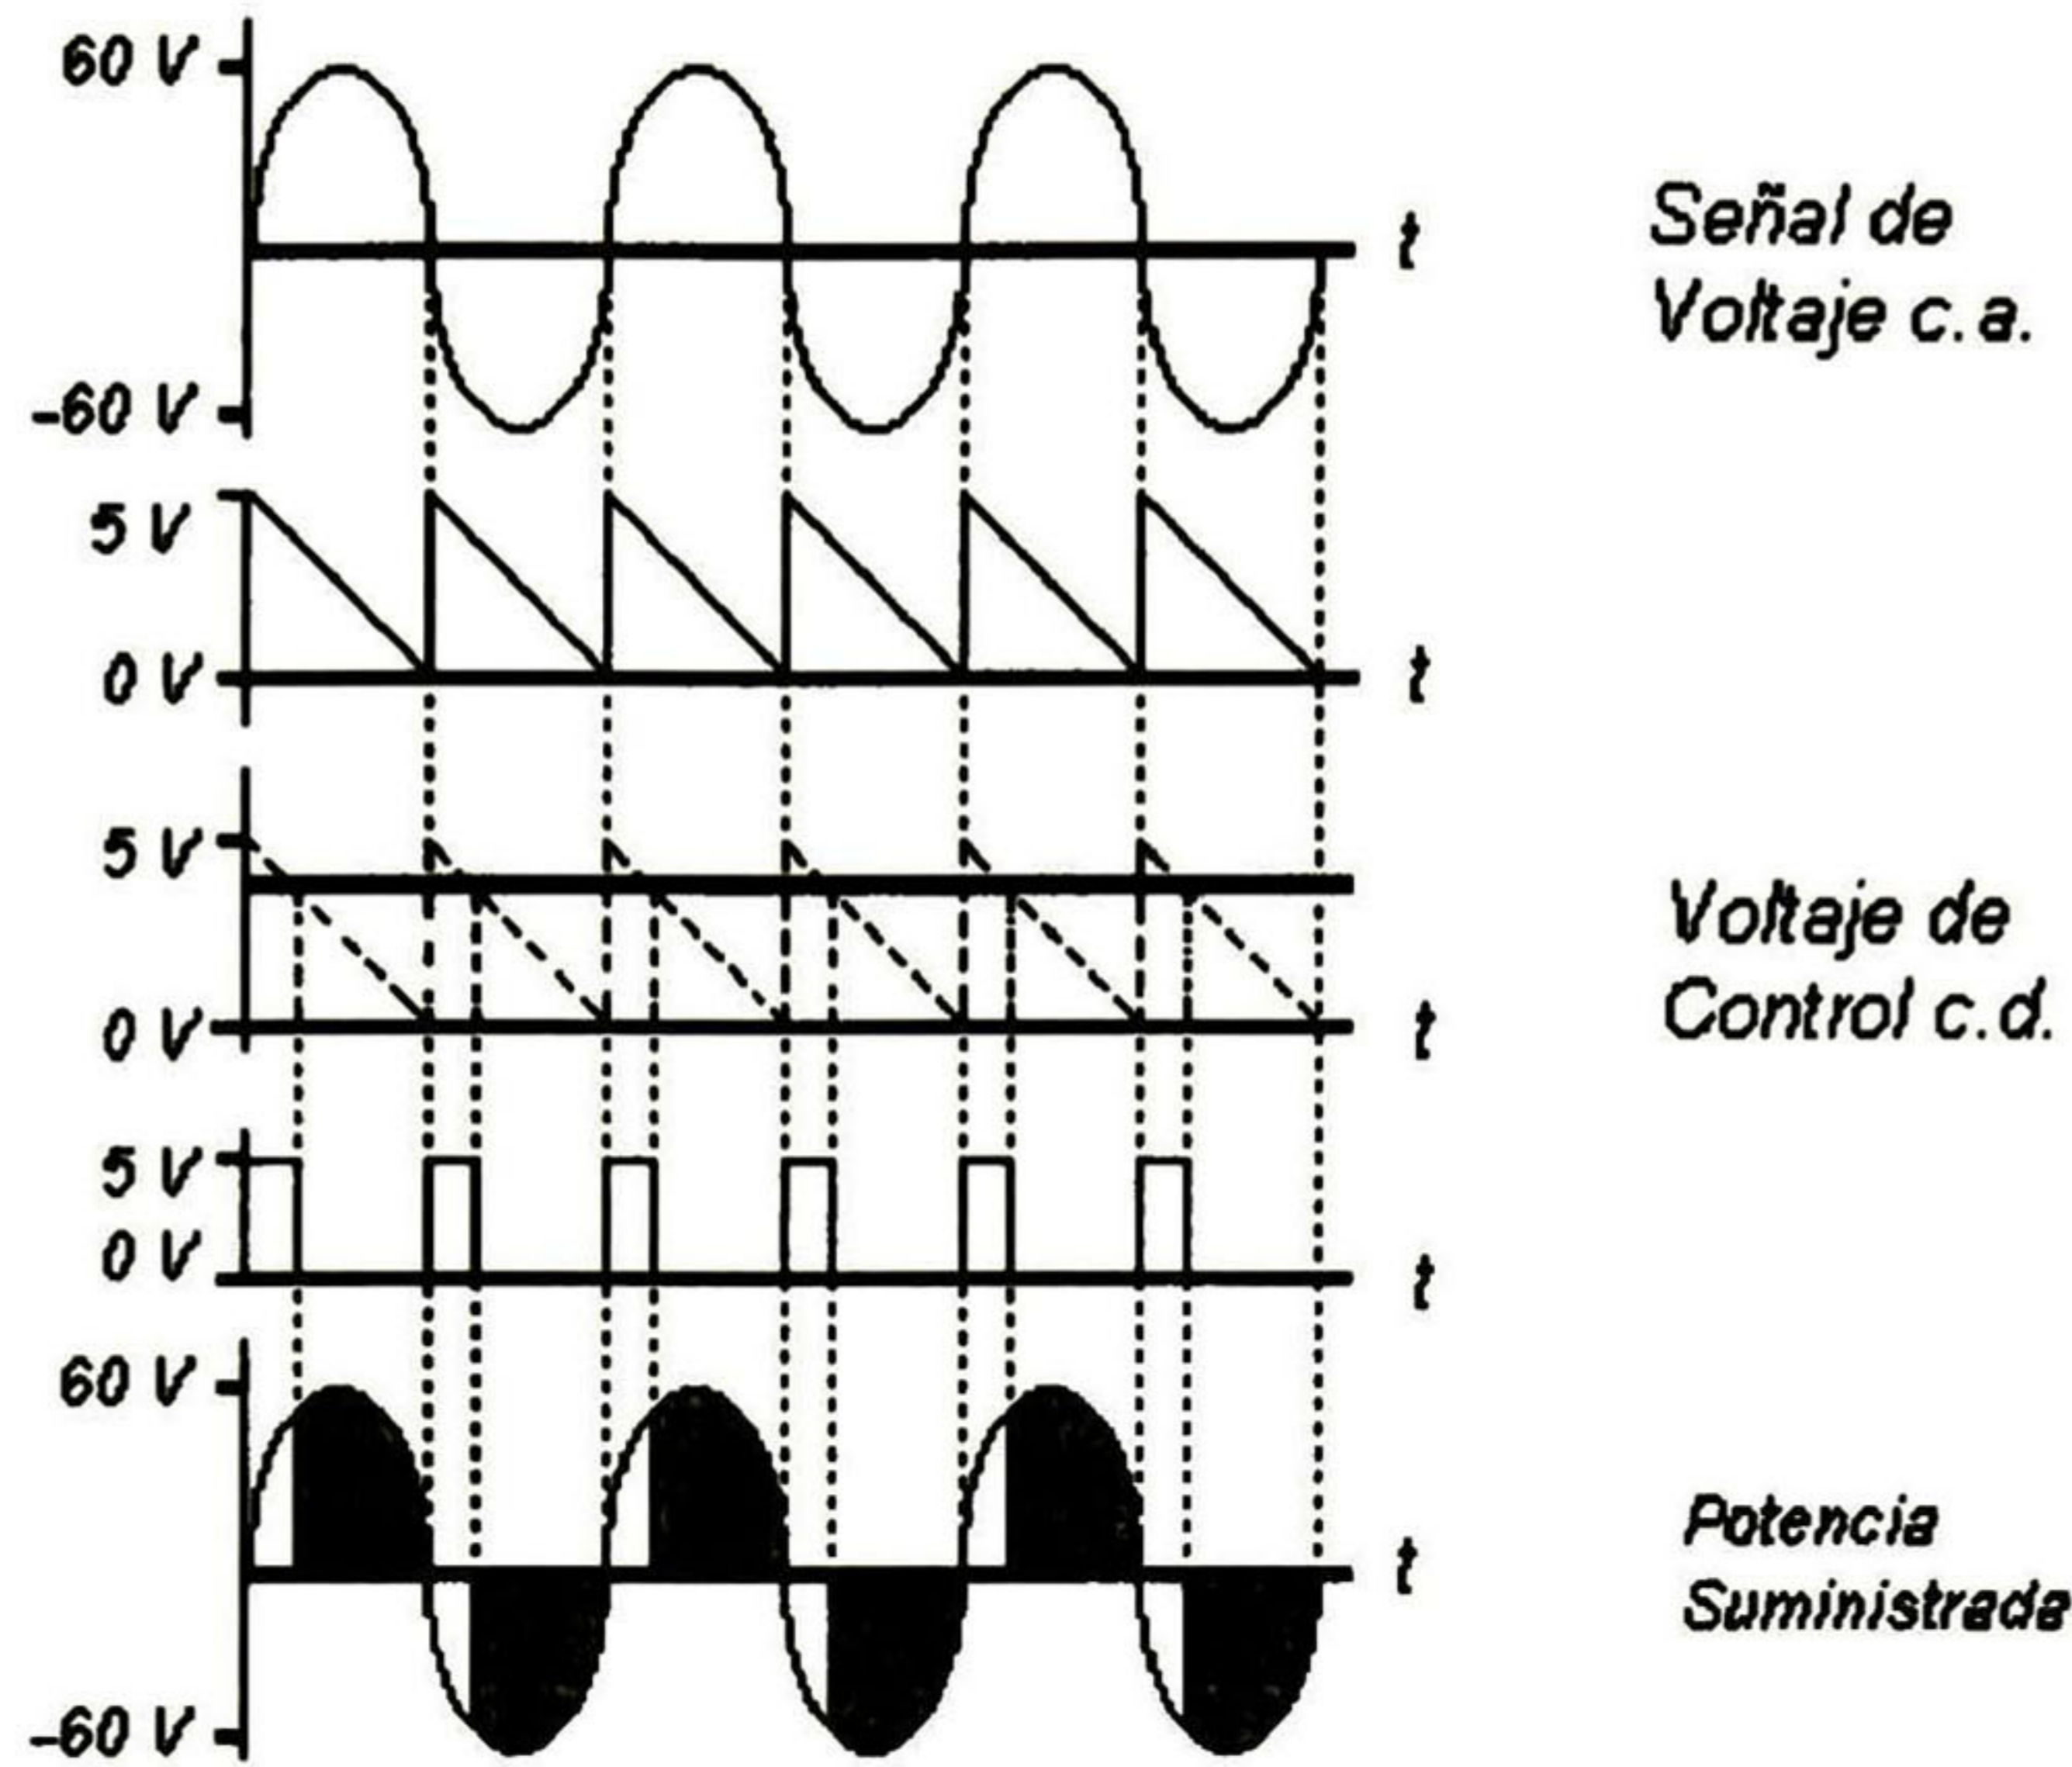 60 V
t
Señal de
Voltaje c.a.
-60 V
5 V
0 V
t
5 V
Voltaje de
Control c.d.
0 V
t
5 V
0 V
t
60 V
t
Potencia
Suministrada
-60 V